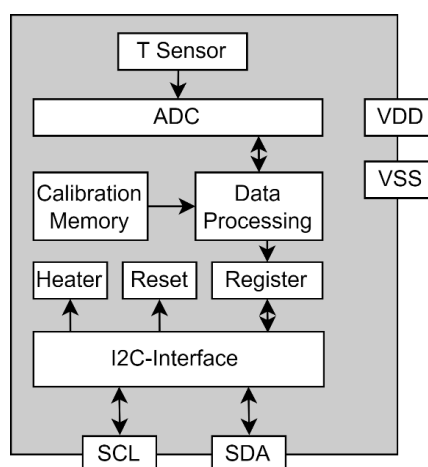 T Sensor
ADC
VDD
VSS
Calibration
Memory
Data
Processing
Heater
Reset
Register
I2C-Interface
SCL
SDA